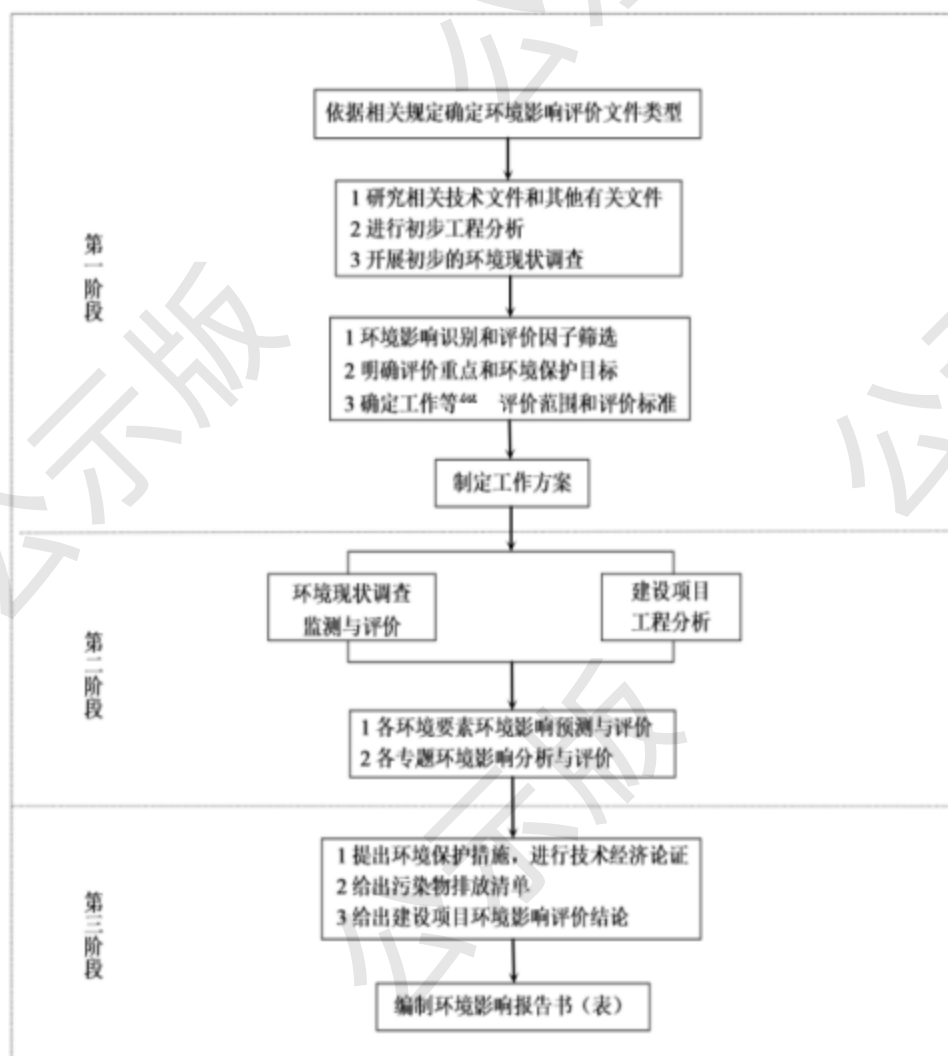 依据相关规定确定环境影响评价文件类型
1 研究相关技术文件和其他有关文件
2 进行初步工程分析
3 开展初步的环境现状调查
第一阶段
1 环境影响识别和评价因子筛选
2 明确评价重点和环境保护目标
3 确定工作等 评价范围和评价标准
制定工作方案
环境现状调查
监测与评价
建设项目
工程分析
第二阶段
1 各环境要素环境影响预测与评价
2 各专题环境影响分析与评价
1 提出环境保护措施，进行技术经济论证
2 给出污染物排放清单
3 给出建设项目环境影响评价结论
第三阶段
编制环境影响报告书（表）
公示版
公示版